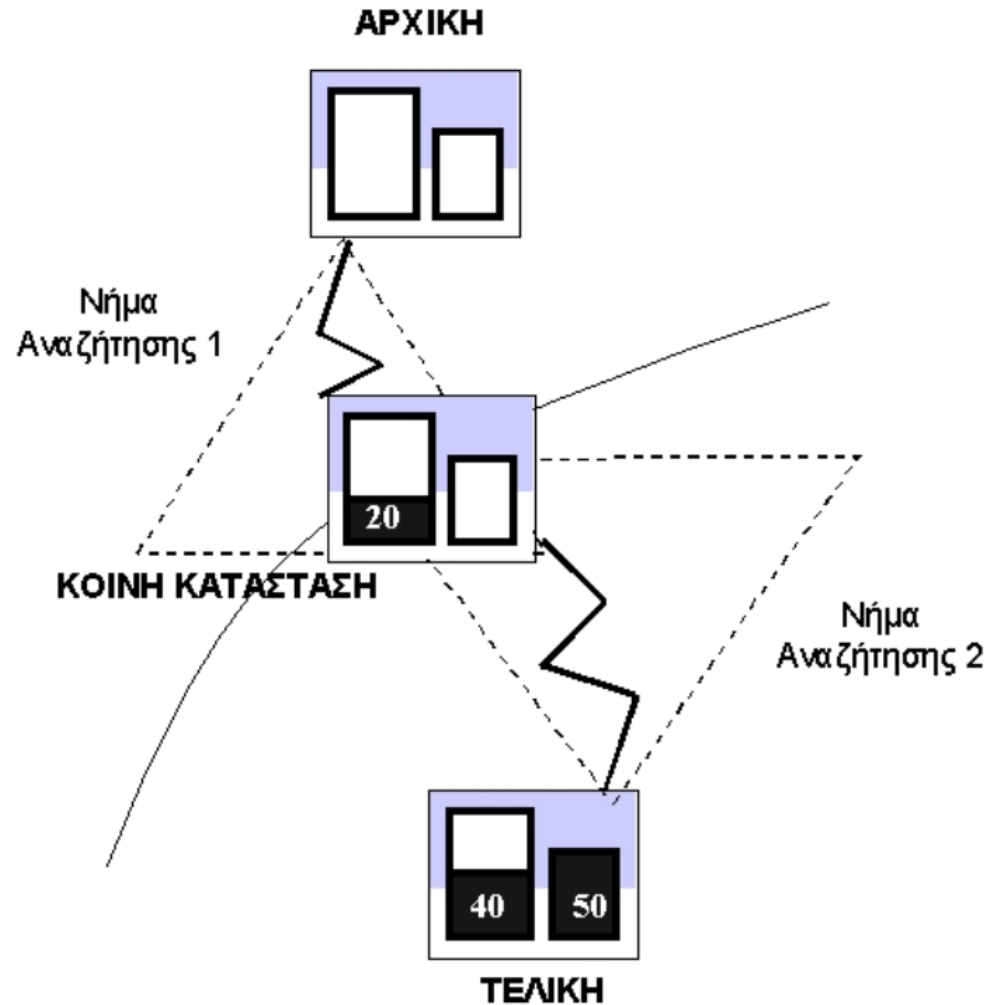 ΑΡΧΙΚΗ
Νήμα
Αναζήτησης 1
20
ΚΟΙΝΗ ΚΑΤΑΣΤΑΣΗ
Νήμα
Αναζήτησης 2
40
50
ΤΕΛΙΚΗ